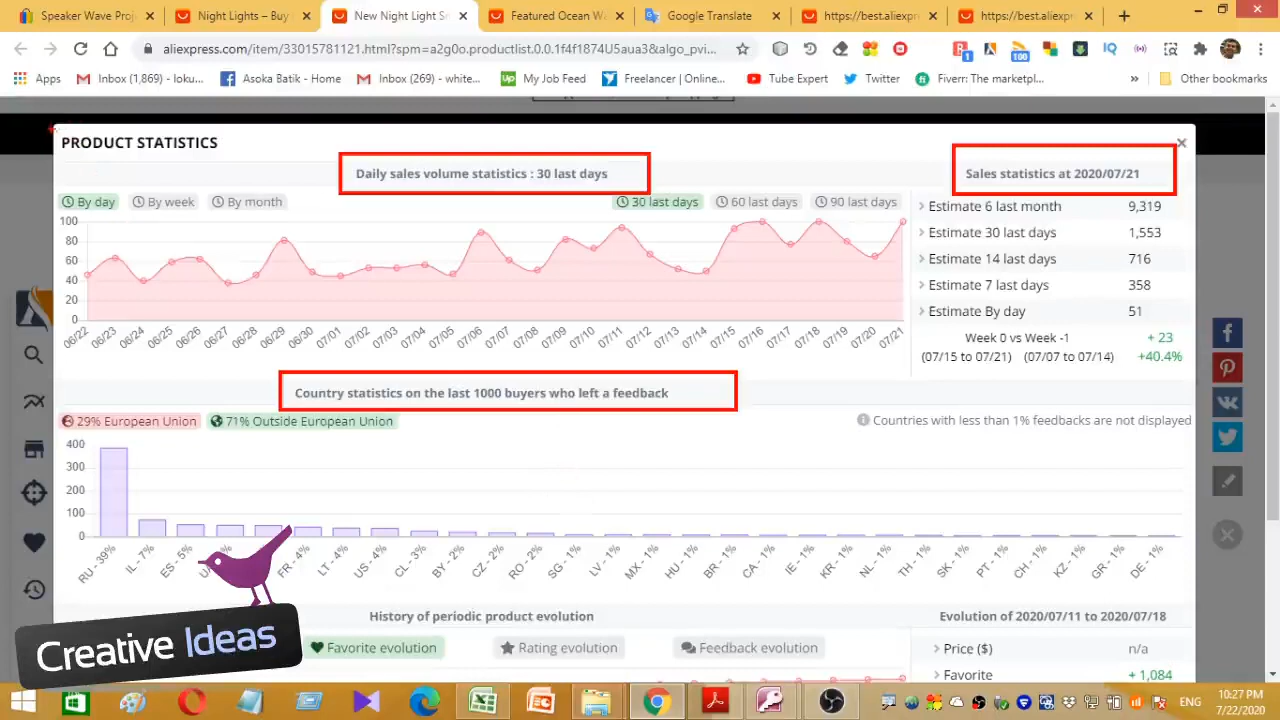 Speaker Wave Proj
Night Lights – Buy
New Night Light S
Featured Ocean Wa
Google Translate
https://best.aliexpr
https://best.aliexpr
aliexpress.com/item/33015781121.html?spm=a2g0o.productlist.0.0.1f4f1874U5aua3&algo_pvi...
Apps
Inbox (1,869) - loku...
Asoka Batik - Home
Inbox (269) - white...
My Job Feed
Freelancer | Online...
Tube Expert
Twitter
Fiverr: The marketpl...
»
Other bookmarks
PRODUCT STATISTICS
Daily sales volume statistics : 30 last days
Sales statistics at 2020/07/21
By day
By week
By month
30 last days
60 last days
90 last days
100
80
60
40
20
0
06/22 06/23 06/24 06/25 06/26 06/27 06/28 06/29 06/30 07/01 07/02 07/03 07/04 07/05 07/06 07/07 07/08 07/09 07/10 07/11 07/12 07/13 07/14 07/15 07/16 07/17 07/18 07/19 07/20 07/21
Estimate 6 last month 9,319
Estimate 30 last days 1,553
Estimate 14 last days 716
Estimate 7 last days 358
Estimate By day 51
Week 0 vs Week -1 + 23
(07/15 to 07/21) (07/07 to 07/14) +40.4%
Country statistics on the last 1000 buyers who left a feedback
29% European Union
71% Outside European Union
Countries with less than 1% feedbacks are not displayed
400
300
200
100
0
RU - 39% IL - 7% ES - 5% FR - 4% LT - 4% US - 4% CL - 3% BY - 2% CZ - 2% RO - 2% SG - 1% LV - 1% MX - 1% HU - 1% BR - 1% CA - 1% IE - 1% KR - 1% NL - 1% TH - 1% SK - 1% PT - 1% CH - 1% KZ - 1% GR - 1% DE - 1%
History of periodic product evolution
Evolution of 2020/07/11 to 2020/07/18
Favorite evolution
Rating evolution
Feedback evolution
Price ($) n/a
Favorite + 1,084
Creative Ideas
ENG
10:27 PM
7/22/2020